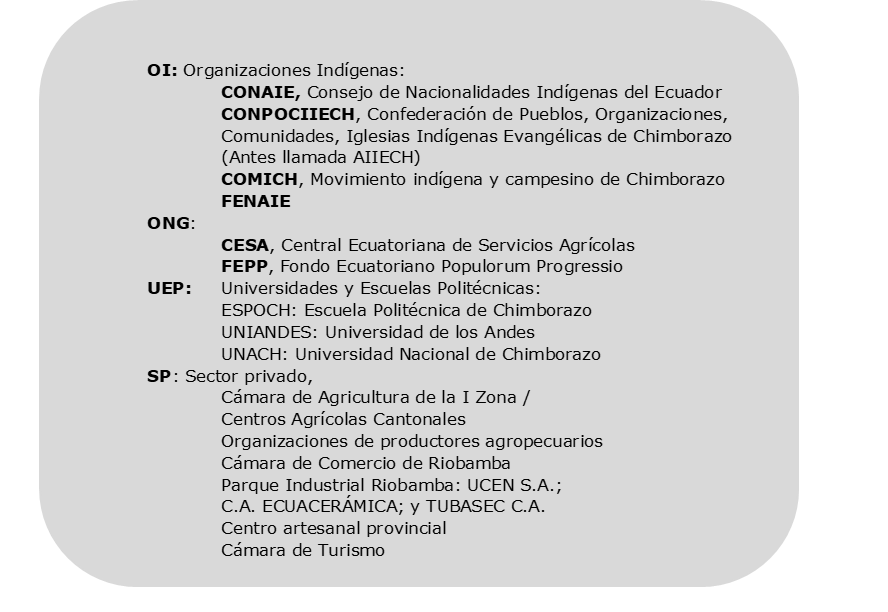 OI: Organizaciones Indígenas:
CONAIE, Consejo de Nacionalidades Indígenas del Ecuador
CONPOCIIECH, Confederación de Pueblos, Organizaciones,
Comunidades, Iglesias Indígenas Evangélicas de Chimborazo
(Antes llamada AIIECH)
COMICH, Movimiento indígena y campesino de Chimborazo
FENAIE
ONG:
CESA, Central Ecuatoriana de Servicios Agrícolas
FEPP, Fondo Ecuatoriano Populorum Progressio
UEP: Universidades y Escuelas Politécnicas:
ESPOCH: Escuela Politécnica de Chimborazo
UNIANDES: Universidad de los Andes
UNACH: Universidad Nacional de Chimborazo
SP: Sector privado,
Cámara de Agricultura de la I Zona /
Centros Agrícolas Cantonales
Organizaciones de productores agropecuarios
Cámara de Comercio de Riobamba
Parque Industrial Riobamba: UCEN S.A.;
C.A. ECUACERÁMICA; y TUBASEC C.A.
Centro artesanal provincial
Cámara de Turismo